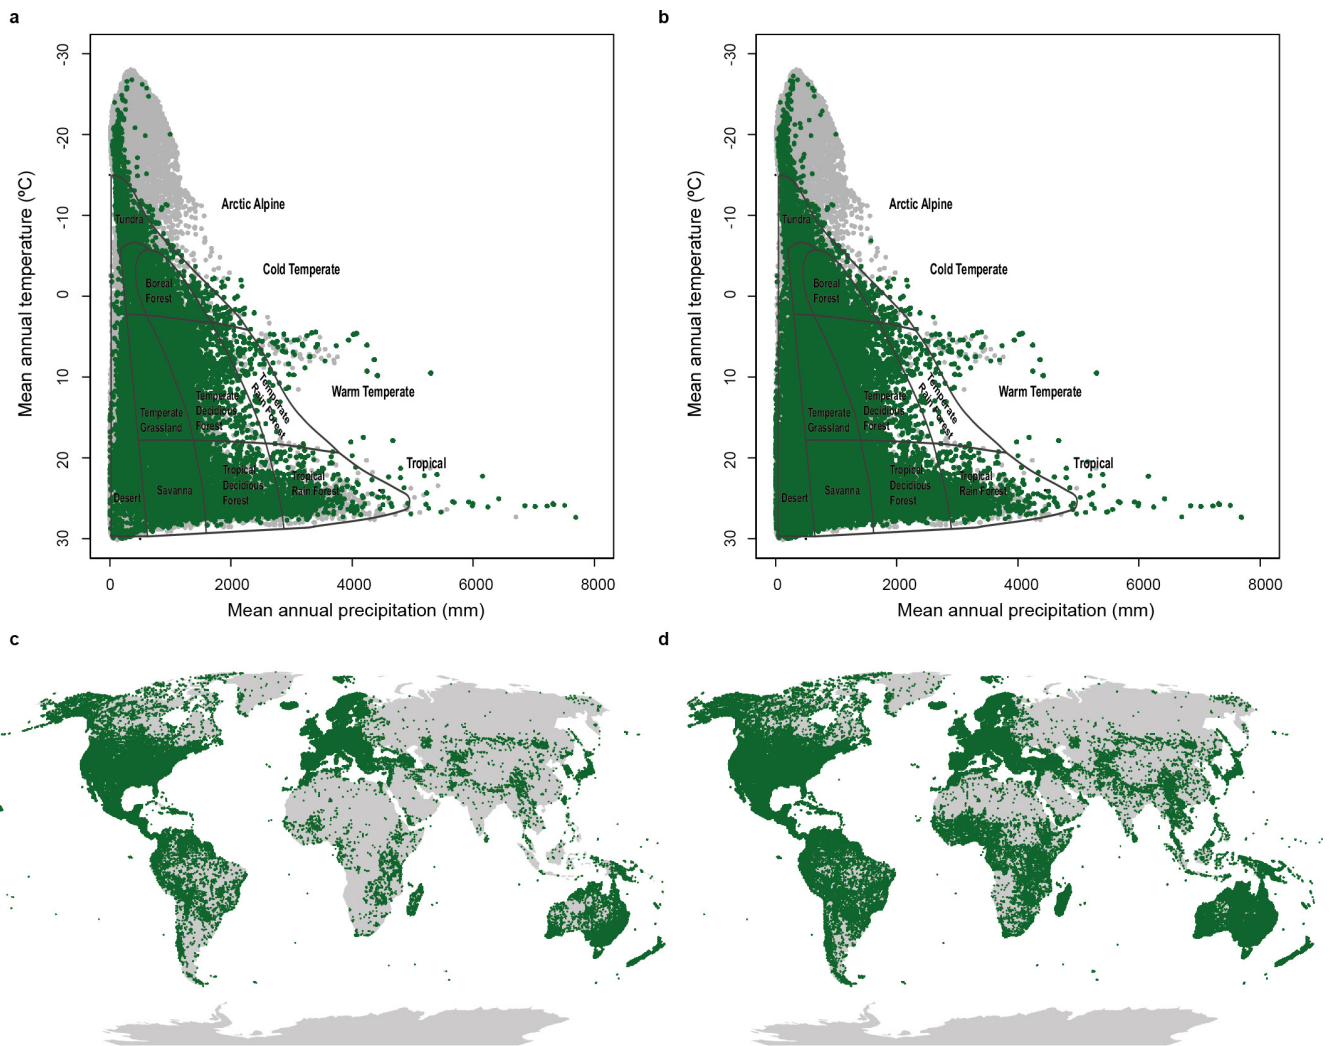 a
-30
-20
-10
0
10
20
30
Mean annual temperature (ºC)
Arctic Alpine
Tundra
Cold Temperate
Boreal
Forest
Warm Temperate
Temperate
Rain Forest
Temperate
Decidious
Forest
Temperate
Grassland
Tropical
Tropical
Decidious
Forest
Tropical
Rain Forest
Savanna
Desert
0
2000
4000
6000
8000
Mean annual precipitation (mm)
b
-30
-20
-10
0
10
20
30
Mean annual temperature (ºC)
Arctic Alpine
Tundra
Cold Temperate
Boreal
Forest
Warm Temperate
Temperate
Rain Forest
Temperate
Decidious
Forest
Temperate
Grassland
Tropical
Tropical
Decidious
Forest
Tropical
Rain Forest
Savanna
Desert
0
2000
4000
6000
8000
Mean annual precipitation (mm)
c
d